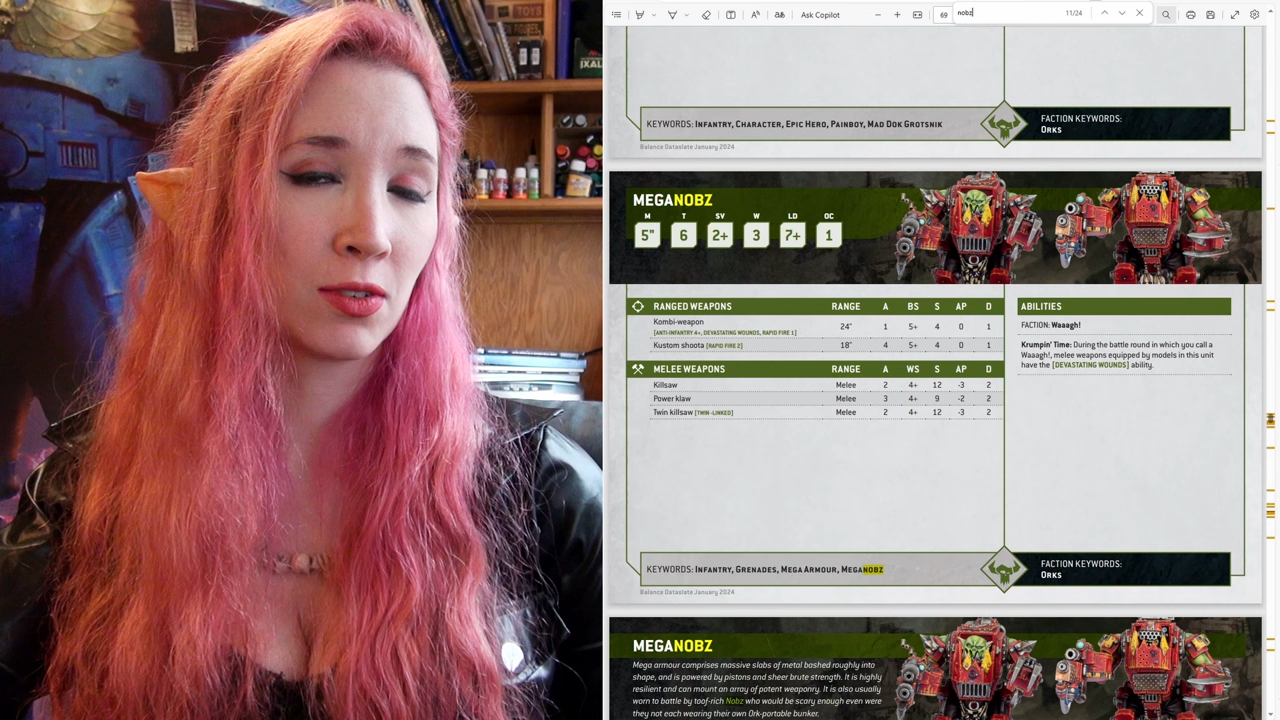 Ask Copilot
69
nobz
11/24
KEYWORDS: INFANTRY, CHARACTER, EPIC HERO, PAINBOY, MAD DOK GROTSNIK
FACTION KEYWORDS:
ORKS
Balance Dataslate January 2024
MEGANOBZ
M T SV W LD OC
5" 6 2+ 3 7+ 1
RANGED WEAPONS RANGE A BS S AP D
Kombi-weapon 24" 1 5+ 4 0 1
[ANTI-INFANTRY 4+, DEVASTATING WOUNDS, RAPID FIRE 1]
Kustom shoota [RAPID FIRE 2] 18" 4 5+ 4 0 1
MELEE WEAPONS RANGE A WS S AP D
Killsaw Melee 2 4+ 12 -3 2
Power klaw Melee 3 4+ 9 -2 2
Twin killsaw [TWIN-LINKED] Melee 2 4+ 12 -3 2
ABILITIES
FACTION: Waaagh!
Krumpin' Time: During the battle round in which you call a
Waaagh!, melee weapons equipped by models in this unit
have the [DEVASTATING WOUNDS] ability.
KEYWORDS: INFANTRY, GRENADES, MEGA ARMOUR, MEGANOBZ
FACTION KEYWORDS:
ORKS
Balance Dataslate January 2024
MEGANOBZ
Mega armour comprises massive slabs of metal bashed roughly into
shape, and is powered by pistons and sheer brute strength. It is highly
resilient and can mount an array of potent weaponry. It is also usually
worn to battle by toof-rich Nobz who would be scary enough even were
they not each wearing their own Ork-portable bunker.